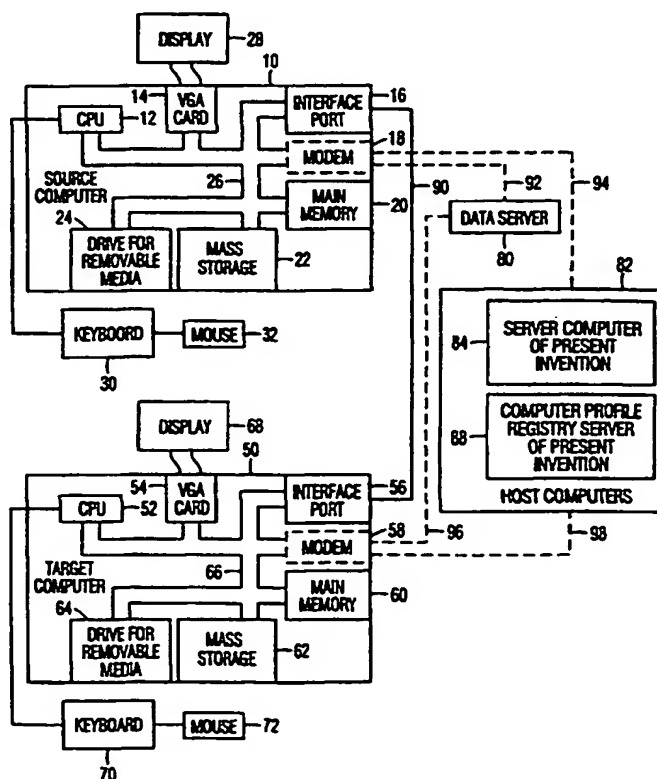 DISPLAY
28
10
14
VGA CARD
16
INTERFACE PORT
CPU
12
18
MODEM
SOURCE COMPUTER
26
90
92
94
MAIN MEMORY
20
DATA SERVER
80
24
DRIVE FOR REMOVABLE MEDIA
MASS STORAGE
22
82
KEYBOORD
30
MOUSE
32
84
SERVER COMPUTER OF PRESENT INVENTION
88
COMPUTER PROFILE REGISTRY SERVER OF PRESENT INVENTION
HOST COMPUTERS
DISPLAY
68
50
54
VGA CARD
56
INTERFACE PORT
CPU
52
58
MODEM
96
98
TARGET COMPUTER
66
MAIN MEMORY
60
64
DRIVE FOR REMOVABLE MEDIA
MASS STORAGE
62
KEYBOARD
70
MOUSE
72